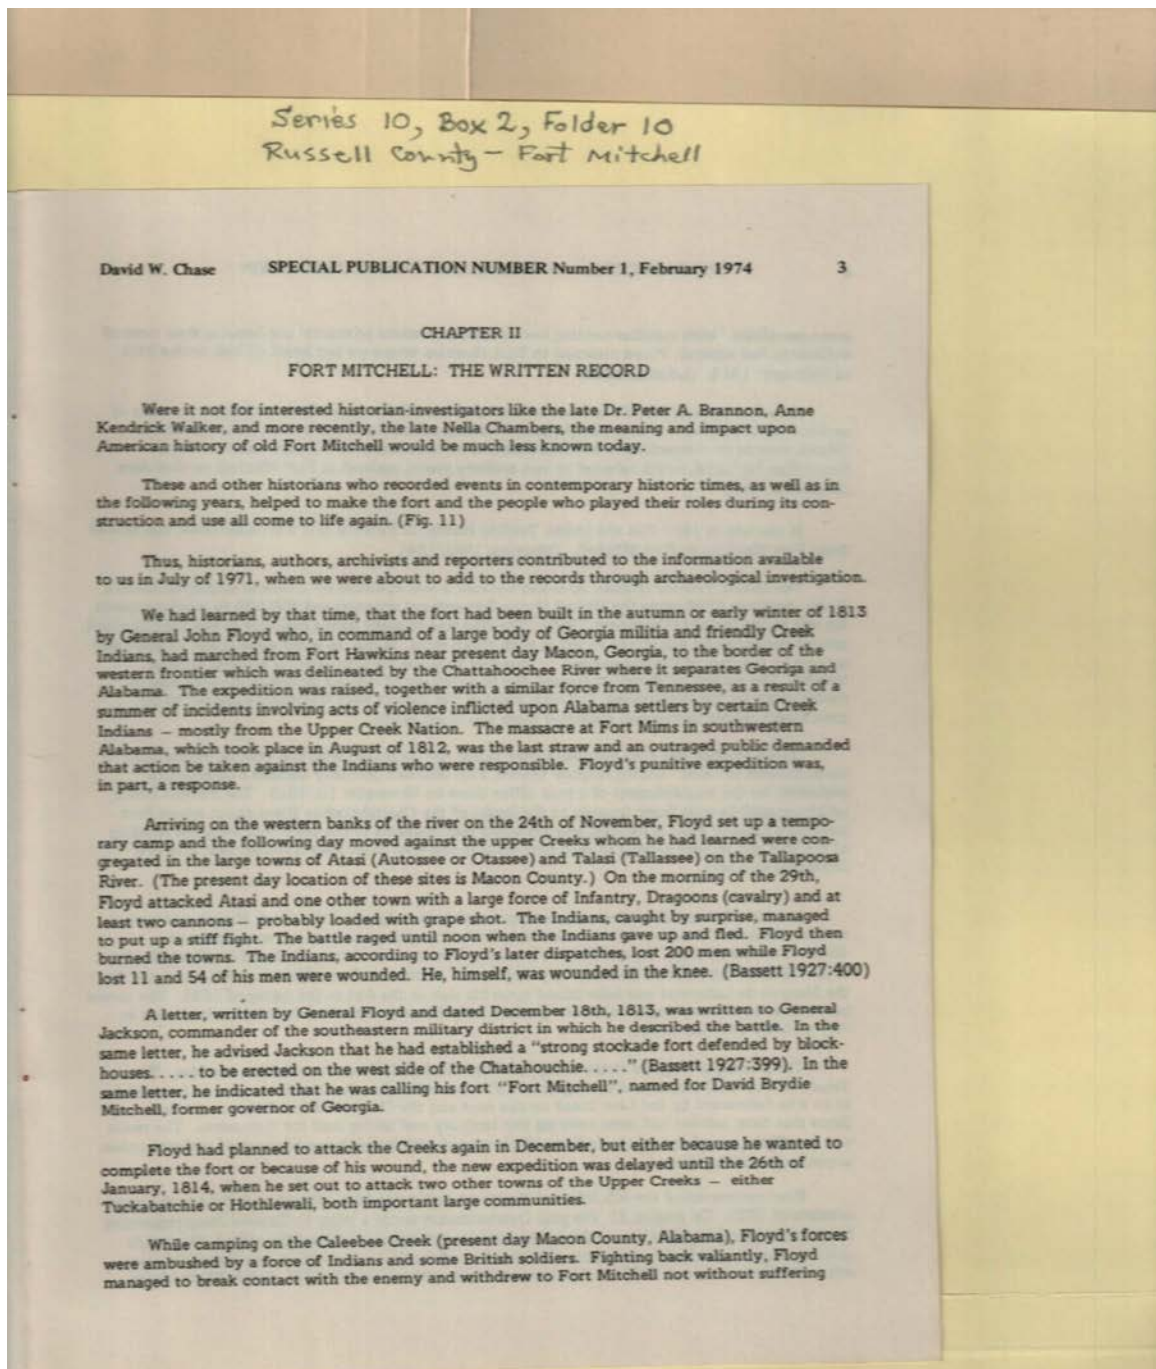 Series 10, Box 2, Folder 10
Russell County - Fort Mitchell
David W. Chase SPECIAL PUBLICATION NUMBER Number 1, February 1974 3
CHAPTER II
FORT MITCHELL: THE WRITTEN RECORD
Were it not for interested historian-investigators like the late Dr. Peter A. Brannon, Anne
Kendrick Walker, and more recently, the late Nella Chambers, the meaning and impact upon
American history of old Fort Mitchell would be much less known today.
These and other historians who recorded events in contemporary historic times, as well as in
the following years, helped to make the fort and the people who played their roles during its con-
struction and use all come to life again. (Fig. 11)
Thus, historians, authors, archivists and reporters contributed to the information available
to us in July of 1971, when we were about to add to the records through archaeological investigation.
We had learned by that time, that the fort had been built in the autumn or early winter of 1813
by General John Floyd who, in command of a large body of Georgia militia and friendly Creek
Indians, had marched from Fort Hawkins near present day Macon, Georgia, to the border of the
western frontier which was delineated by the Chattahoochee River where it separates Georiga and
Alabama. The expedition was raised, together with a similar force from Tennessee, as a result of a
summer of incidents involving acts of violence inflicted upon Alabama settlers by certain Creek
Indians – mostly from the Upper Creek Nation. The massacre at Fort Mims in southwestern
Alabama, which took place in August of 1812, was the last straw and an outraged public demanded
that action be taken against the Indians who were responsible. Floyd's punitive expedition was,
in part, a response.
Arriving on the western banks of the river on the 24th of November, Floyd set up a tempo-
rary camp and the following day moved against the upper Creeks whom he had learned were con-
gregated in the large towns of Atasi (Autossee or Otassee) and Talasi (Tallassee) on the Tallapoosa
River. (The present day location of these sites is Macon County.) On the morning of the 29th,
Floyd attacked Atasi and one other town with a large force of Infantry, Dragoons (cavalry) and at
least two cannons – probably loaded with grape shot. The Indians, caught by surprise, managed
to put up a stiff fight. The battle raged until noon when the Indians gave up and fled. Floyd then
burned the towns. The Indians, according to Floyd's later dispatches, lost 200 men while Floyd
lost 11 and 54 of his men were wounded. He, himself, was wounded in the knee. (Bassett 1927:400)
A letter, written by General Floyd and dated December 18th, 1813, was written to General
Jackson, commander of the southeastern military district in which he described the battle. In the
same letter, he advised Jackson that he had established a "strong stockade fort defended by block-
houses. . . . . to be erected on the west side of the Chatahouchie. . . . ." (Bassett 1927:399). In the
same letter, he indicated that he was calling his fort "Fort Mitchell", named for David Brydie
Mitchell, former governor of Georgia.
Floyd had planned to attack the Creeks again in December, but either because he wanted to
complete the fort or because of his wound, the new expedition was delayed until the 26th of
January, 1814, when he set out to attack two other towns of the Upper Creeks – either
Tuckabatchie or Hothlewali, both important large communities.
While camping on the Caleebee Creek (present day Macon County, Alabama), Floyd's forces
were ambushed by a force of Indians and some British soldiers. Fighting back valiantly, Floyd
managed to break contact with the enemy and withdrew to Fort Mitchell not without suffering